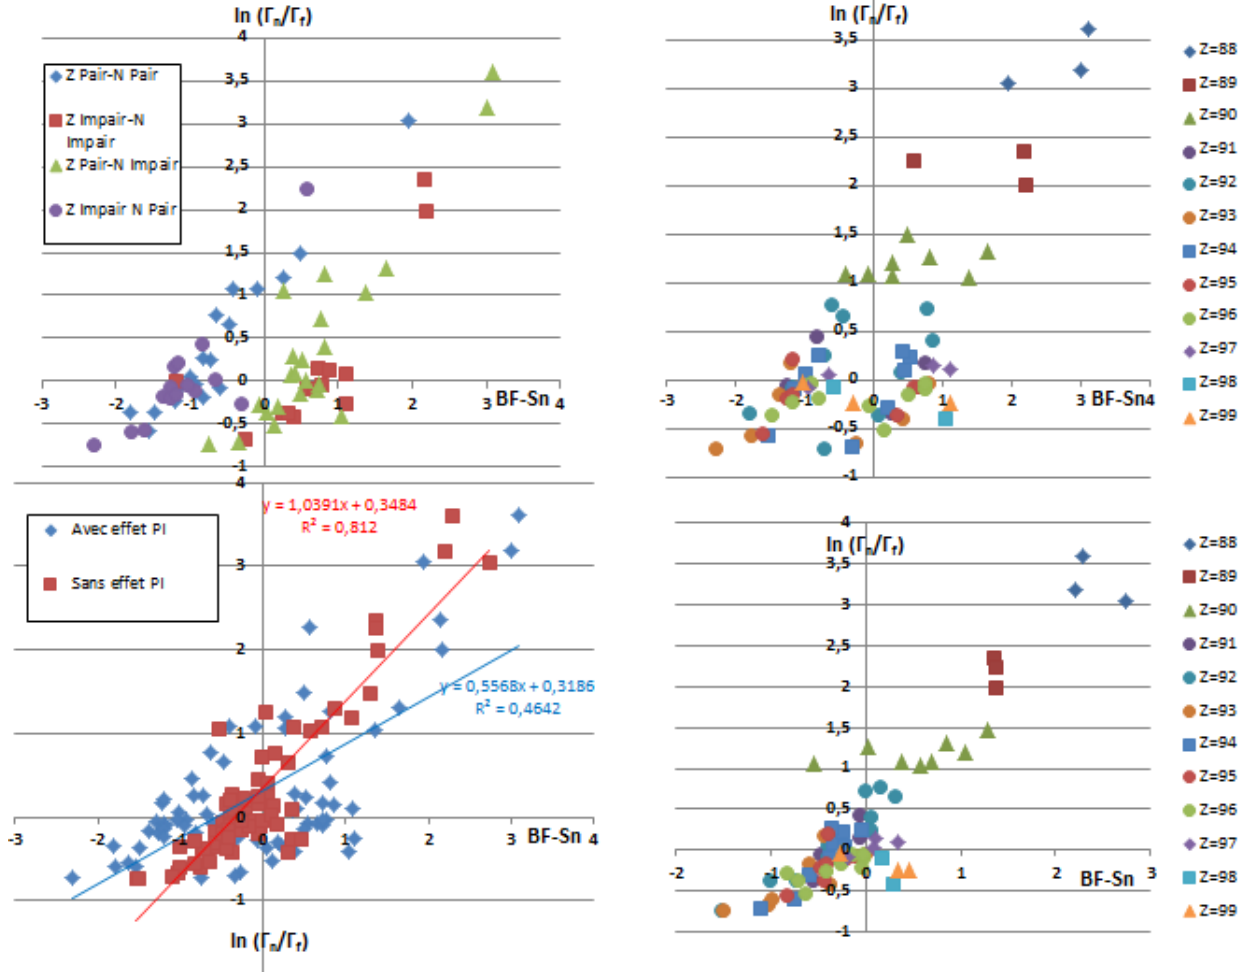 ln (Γn/Γf)
4
3,5
3
2,5
2
1,5
1
0,5
0
-0,5
-1
-3
-2
-1
0
1
2
3
4
BF-Sn
Z Pair-N Pair
Z Impair-N
Impair
Z Pair-N Impair
Z Impair N Pair
ln (Γn/Γf)
3,5
3
2,5
2
1,5
1
0,5
0
-0,5
-1
-3
-2
-1
0
1
2
3
BF-Sn4
Z=88
Z=89
Z=90
Z=91
Z=92
Z=93
Z=94
Z=95
Z=96
Z=97
Z=98
Z=99
4
3
2
1
0
-1
-3
-2
-1
0
1
2
3
4
BF-Sn
Avec effet PI
Sans effet PI
y = 1,0391x + 0,3484
R² = 0,812
y = 0,5568x + 0,3186
R² = 0,4642
ln (Γn/Γf)
4
ln (Γn/Γf)
3,5
3
2,5
2
1,5
1
0,5
0
-0,5
-1
-2
-1
0
1
2
3
BF-Sn
Z=88
Z=89
Z=90
Z=91
Z=92
Z=93
Z=94
Z=95
Z=96
Z=97
Z=98
Z=99